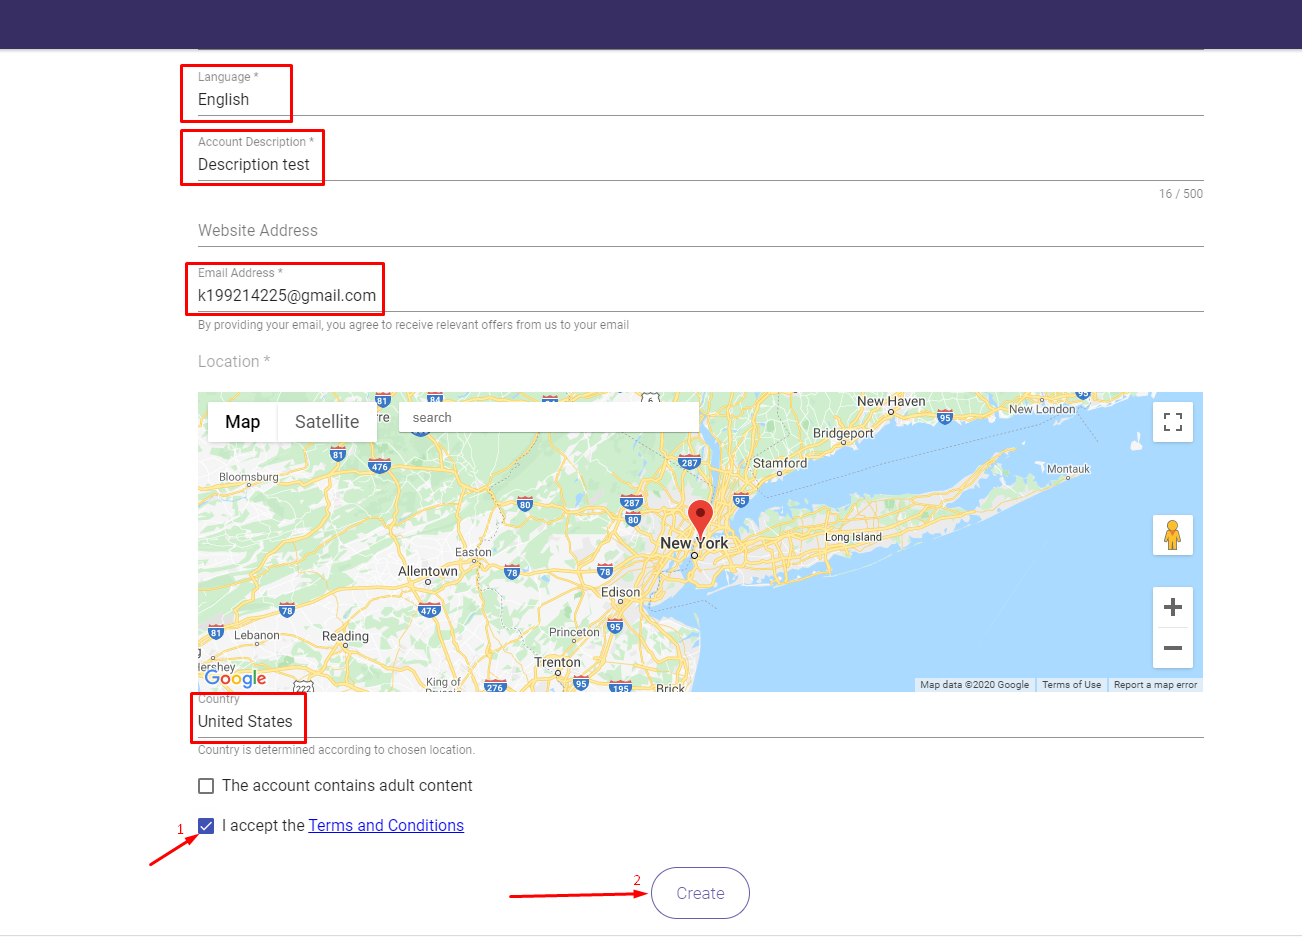 Language *
English
Account Description *
Description test
16 / 500
Website Address
Email Address *
k199214225@gmail.com
By providing your email, you agree to receive relevant offers from us to your email
Location *
Map
Satellite
search
81
84
6
95
New Haven
New London
Bridgeport
95
81
476
287
Stamford
Montauk
Bloomsburg
80
287
95
80
New York
Long Island
Easton
Allentown
78
78
Edison
78
476
95
81
Lebanon
Reading
Princeton
Hershey
Trenton
Google
222
King of
276
95
195
Brick
Map data ©2020 Google
Terms of Use
Report a map error
Country
United States
Country is determined according to chosen location.
The account contains adult content
1
I accept the Terms and Conditions
2
Create